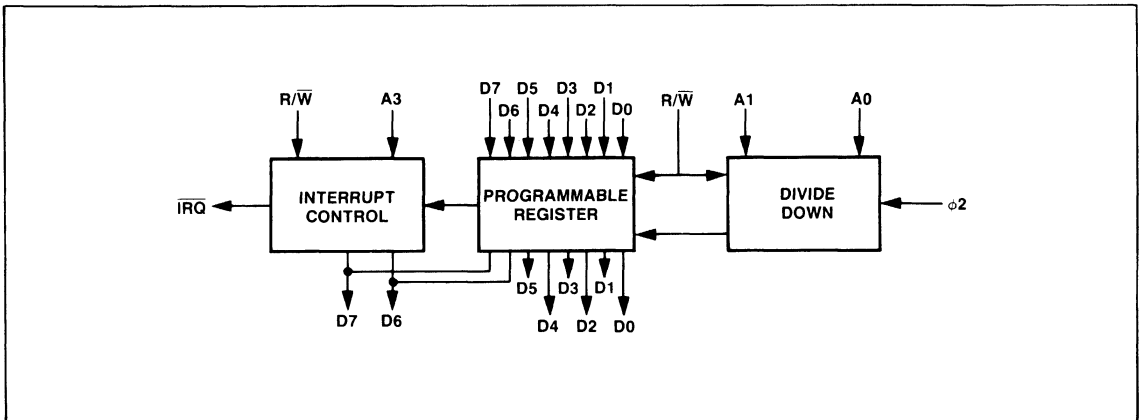 D7 D5 D3 D1
R/W̅ A3 D6 D4 D2 D0 R/W̅ A1 A0
INTERRUPT CONTROL
PROGRAMMABLE REGISTER
DIVIDE DOWN
I̅R̅Q̅
ϕ2
D5 D3 D1
D7 D6 D4 D2 D0